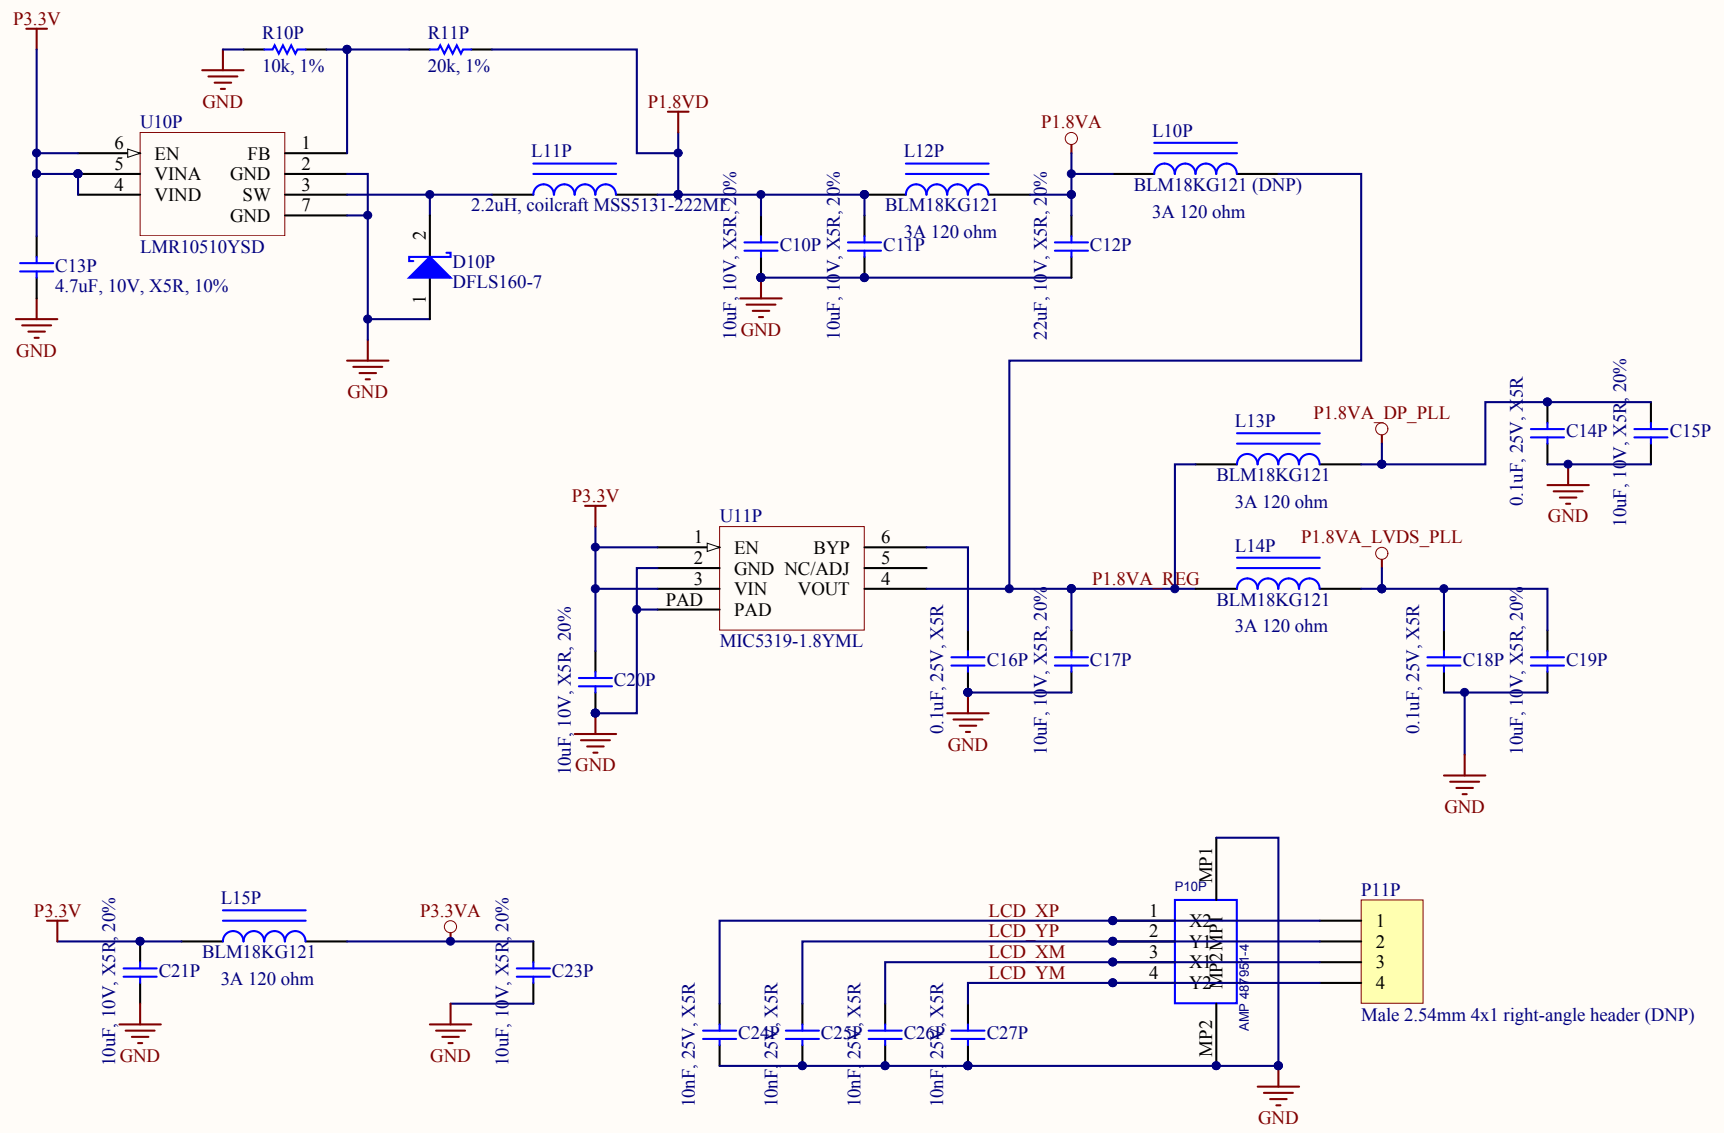 P3.3V
R10P
10k, 1%
R11P
20k, 1%
GND
P1.8VD
U10P
6
5
4
EN
VINA
VIND
FB
GND
SW
GND
1
2
3
7
LMR10510YSD
L11P
2.2uH, coilcraft MSS5131-222ML
2
D10P
DFLS160-7
1
C13P
4.7uF, 10V, X5R, 10%
GND
GND
L12P
BLM18KG121
3A 120 ohm
10uF, 10V, X5R, 20%
C10P
10uF, 10V, X5R, 20%
C11P
GND
P1.8VA
22uF, 10V, X5R, 20%
C12P
L10P
BLM18KG121 (DNP)
3A 120 ohm
L13P
BLM18KG121
3A 120 ohm
P1.8VA_DP_PLL
0.1uF, 25V, X5R
C14P
10uF, 10V, X5R, 20%
C15P
GND
P3.3V
U11P
1
2
3
PAD
EN
GND
VIN
PAD
BYP
NC/ADJ
VOUT
6
5
4
MIC5319-1.8YML
10uF, 10V, X5R, 20%
C20P
GND
P1.8VA_REG
0.1uF, 25V, X5R
C16P
10uF, 10V, X5R, 20%
C17P
GND
L14P
BLM18KG121
3A 120 ohm
P1.8VA_LVDS_PLL
0.1uF, 25V, X5R
C18P
10uF, 10V, X5R, 20%
C19P
GND
P3.3V
10uF, 10V, X5R, 20%
C21P
GND
L15P
BLM18KG121
3A 120 ohm
P3.3VA
10uF, 10V, X5R, 20%
C23P
GND
LCD_XP
LCD_YP
LCD_XM
LCD_YM
1
2
3
4
P10P
MP1
X2
Y1
X1
Y2
MP2MP1
MP2
AMP 487951-4
P11P
1
2
3
4
Male 2.54mm 4x1 right-angle header (DNP)
10nF, 25V, X5R
C24P
10nF, 25V, X5R
C25P
10nF, 25V, X5R
C26P
10nF, 25V, X5R
C27P
GND